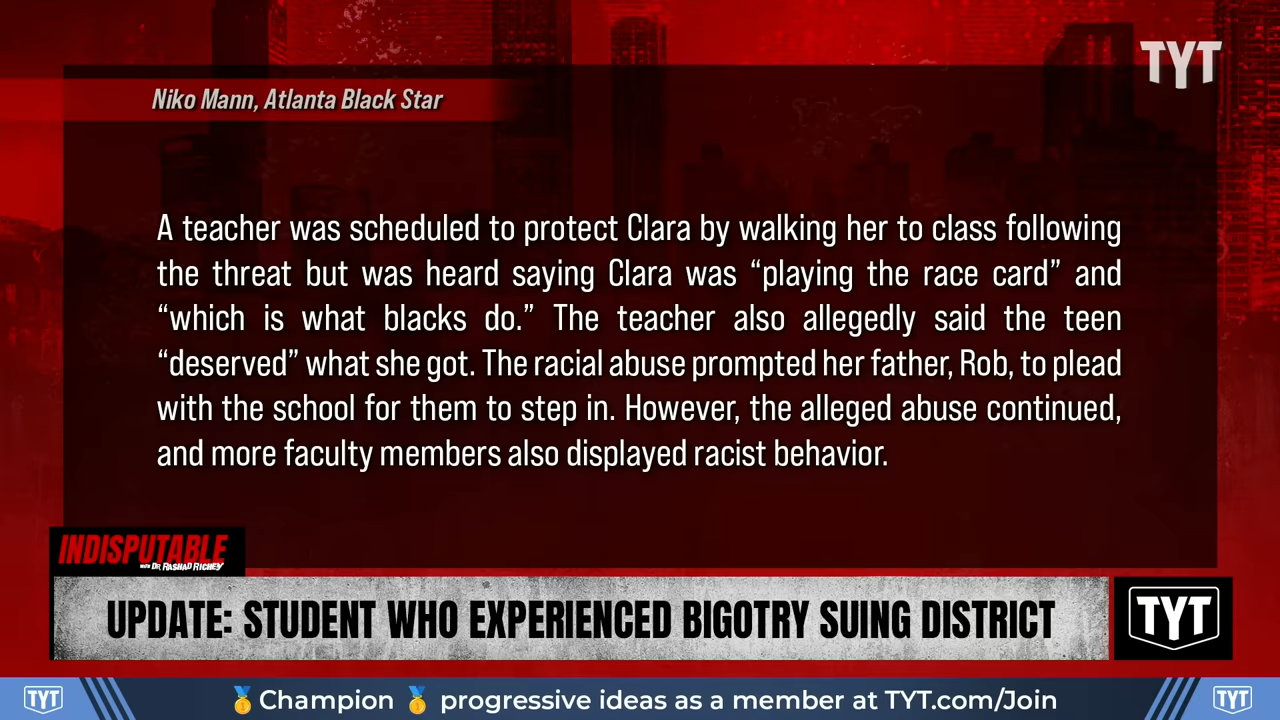 TYT
Niko Mann, Atlanta Black Star
A teacher was scheduled to protect Clara by walking her to class following
the threat but was heard saying Clara was “playing the race card” and
“which is what blacks do.” The teacher also allegedly said the teen
“deserved” what she got. The racial abuse prompted her father, Rob, to plead
with the school for them to step in. However, the alleged abuse continued,
and more faculty members also displayed racist behavior.
INDISPUTABLE
WITH DR. RASHAD RICHEY
UPDATE: STUDENT WHO EXPERIENCED BIGOTRY SUING DISTRICT
TYT
TYT
🏅Champion 🏅 progressive ideas as a member at TYT.com/Join
TYT